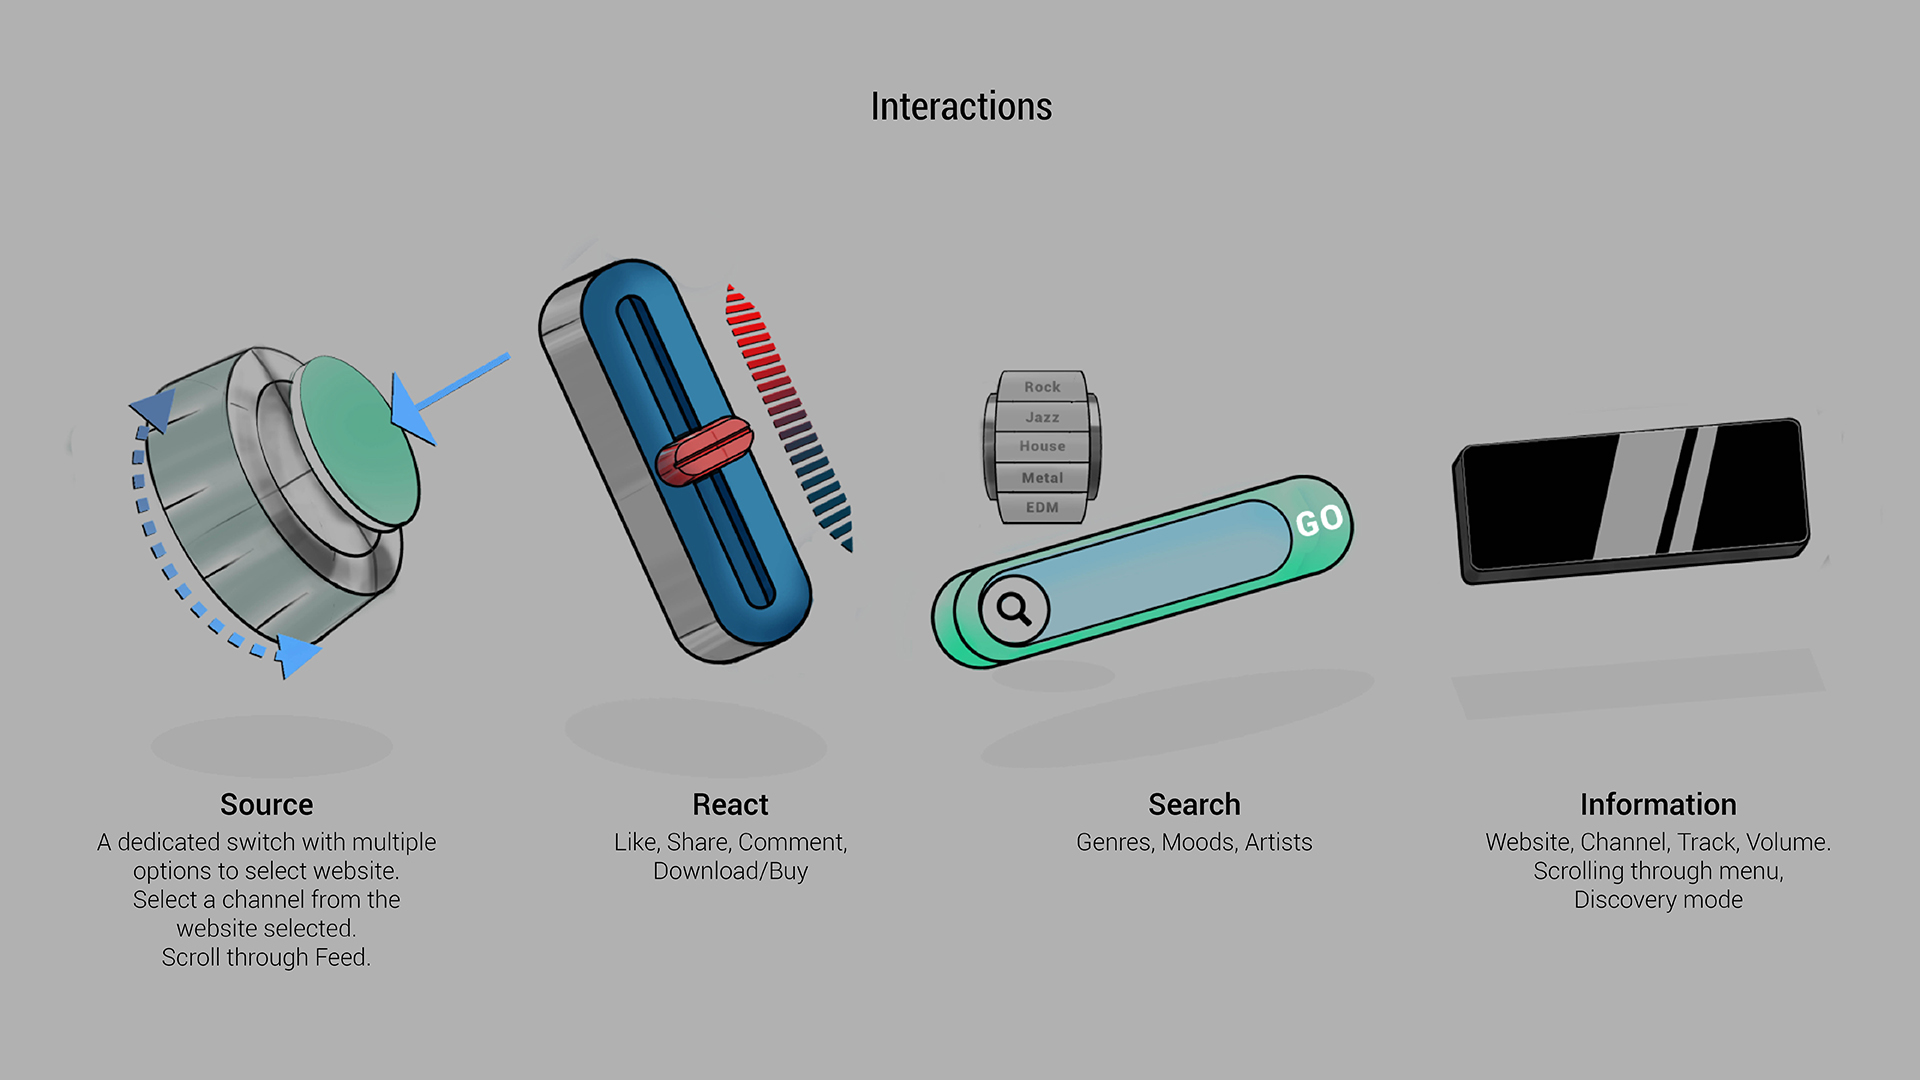 Interactions
Rock
Jazz
House
Metal
EDM
GO
Source
A dedicated switch with multiple
options to select website.
Select a channel from the
website selected.
Scroll through Feed.
React
Like, Share, Comment,
Download/Buy
Search
Genres, Moods, Artists
Information
Website, Channel, Track, Volume.
Scrolling through menu,
Discovery mode